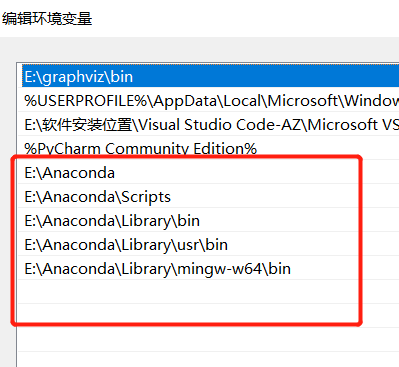 编辑环境变量
E:\graphviz\bin
%USERPROFILE%\AppData\Local\Microsoft\Window
E:\软件安装位置\Visual Studio Code-AZ\Microsoft VS
%PyCharm Community Edition%
E:\Anaconda
E:\Anaconda\Scripts
E:\Anaconda\Library\bin
E:\Anaconda\Library\usr\bin
E:\Anaconda\Library\mingw-w64\bin